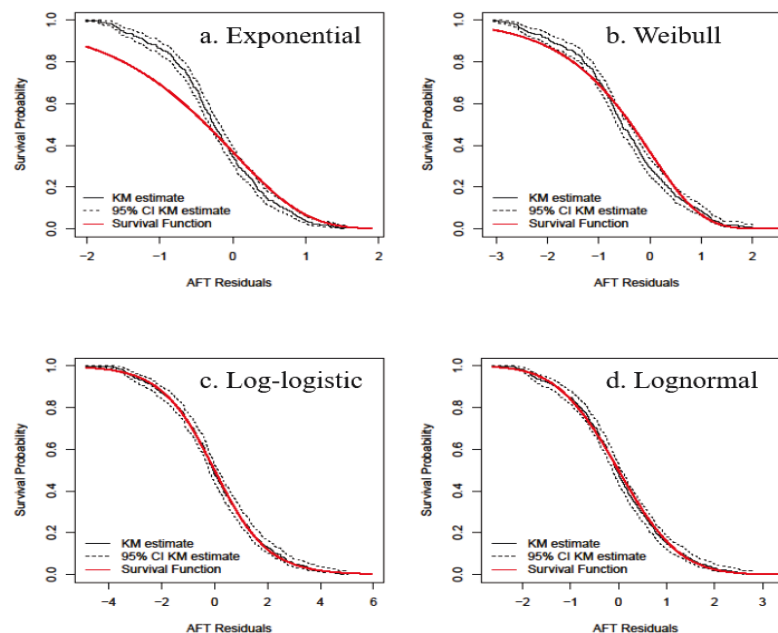 a. Exponential
Survival Probability
1.0
0.8
0.6
0.4
0.2
0.0
KM estimate
95% CI KM estimate
Survival Function
-2 -1 0 1 2
AFT Residuals
b. Weibull
Survival Probability
1.0
0.8
0.6
0.4
0.2
0.0
KM estimate
95% CI KM estimate
Survival Function
-3 -2 -1 0 1 2
AFT Residuals
c. Log-logistic
Survival Probability
1.0
0.8
0.6
0.4
0.2
0.0
KM estimate
95% CI KM estimate
Survival Function
-4 -2 0 2 4 6
AFT Residuals
d. Lognormal
Survival Probability
1.0
0.8
0.6
0.4
0.2
0.0
KM estimate
95% CI KM estimate
Survival Function
-2 -1 0 1 2 3
AFT Residuals